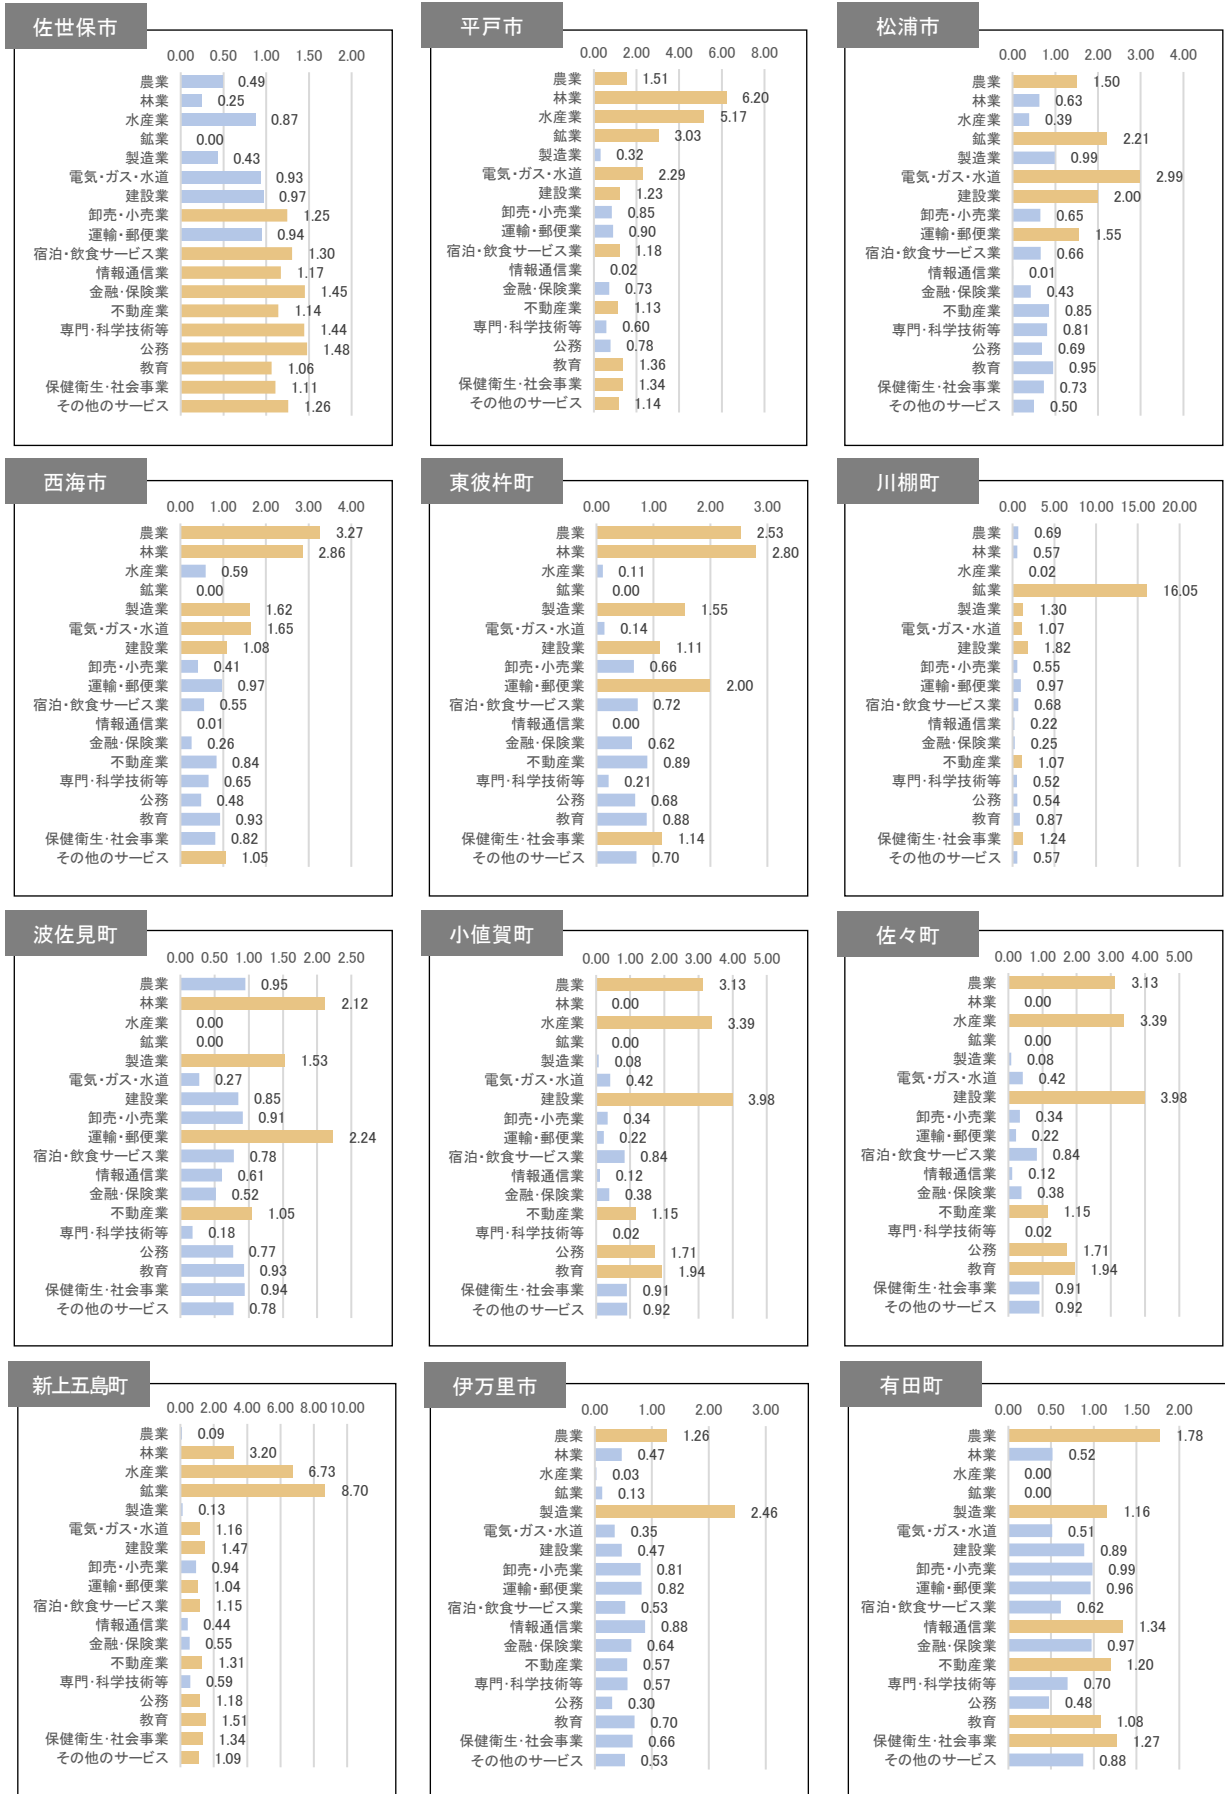 佐世保市
0.00 0.50 1.00 1.50 2.00
農業 0.49
林業 0.25
水産業 0.87
鉱業 0.00
製造業 0.43
電気・ガス・水道 0.93
建設業 0.97
卸売・小売業 1.25
運輸・郵便業 0.94
宿泊・飲食サービス業 1.30
情報通信業 1.17
金融・保険業 1.45
不動産業 1.14
専門・科学技術等 1.44
公務 1.48
教育 1.06
保健衛生・社会事業 1.11
その他のサービス 1.26
平戸市
0.00 2.00 4.00 6.00 8.00
農業 1.51
林業 6.20
水産業 5.17
鉱業 3.03
製造業 0.32
電気・ガス・水道 2.29
建設業 1.23
卸売・小売業 0.85
運輸・郵便業 0.90
宿泊・飲食サービス業 1.18
情報通信業 0.02
金融・保険業 0.73
不動産業 1.13
専門・科学技術等 0.60
公務 0.78
教育 1.36
保健衛生・社会事業 1.34
その他のサービス 1.14
松浦市
0.00 1.00 2.00 3.00 4.00
農業 1.50
林業 0.63
水産業 0.39
鉱業 2.21
製造業 0.99
電気・ガス・水道 2.99
建設業 2.00
卸売・小売業 0.65
運輸・郵便業 1.55
宿泊・飲食サービス業 0.66
情報通信業 0.01
金融・保険業 0.43
不動産業 0.85
専門・科学技術等 0.81
公務 0.69
教育 0.95
保健衛生・社会事業 0.73
その他のサービス 0.50
西海市
0.00 1.00 2.00 3.00 4.00
農業 3.27
林業 2.86
水産業 0.59
鉱業 0.00
製造業 1.62
電気・ガス・水道 1.65
建設業 1.08
卸売・小売業 0.41
運輸・郵便業 0.97
宿泊・飲食サービス業 0.55
情報通信業 0.01
金融・保険業 0.26
不動産業 0.84
専門・科学技術等 0.65
公務 0.48
教育 0.93
保健衛生・社会事業 0.82
その他のサービス 1.05
東彼杵町
0.00 1.00 2.00 3.00
農業 2.53
林業 2.80
水産業 0.11
鉱業 0.00
製造業 1.55
電気・ガス・水道 0.14
建設業 1.11
卸売・小売業 0.66
運輸・郵便業 2.00
宿泊・飲食サービス業 0.72
情報通信業 0.00
金融・保険業 0.62
不動産業 0.89
専門・科学技術等 0.21
公務 0.68
教育 0.88
保健衛生・社会事業 1.14
その他のサービス 0.70
川棚町
0.00 5.00 10.00 15.00 20.00
農業 0.69
林業 0.57
水産業 0.02
鉱業 16.05
製造業 1.30
電気・ガス・水道 1.07
建設業 1.82
卸売・小売業 0.55
運輸・郵便業 0.97
宿泊・飲食サービス業 0.68
情報通信業 0.22
金融・保険業 0.25
不動産業 1.07
専門・科学技術等 0.52
公務 0.54
教育 0.87
保健衛生・社会事業 1.24
その他のサービス 0.57
波佐見町
0.00 0.50 1.00 1.50 2.00 2.50
農業 0.95
林業 2.12
水産業 0.00
鉱業 0.00
製造業 1.53
電気・ガス・水道 0.27
建設業 0.85
卸売・小売業 0.91
運輸・郵便業 2.24
宿泊・飲食サービス業 0.78
情報通信業 0.61
金融・保険業 0.52
不動産業 1.05
専門・科学技術等 0.18
公務 0.77
教育 0.93
保健衛生・社会事業 0.94
その他のサービス 0.78
小値賀町
0.00 1.00 2.00 3.00 4.00 5.00
農業 3.13
林業 0.00
水産業 3.39
鉱業 0.00
製造業 0.08
電気・ガス・水道 0.42
建設業 3.98
卸売・小売業 0.34
運輸・郵便業 0.22
宿泊・飲食サービス業 0.84
情報通信業 0.12
金融・保険業 0.38
不動産業 1.15
専門・科学技術等 0.02
公務 1.71
教育 1.94
保健衛生・社会事業 0.91
その他のサービス 0.92
佐々町
0.00 1.00 2.00 3.00 4.00 5.00
農業 3.13
林業 0.00
水産業 3.39
鉱業 0.00
製造業 0.08
電気・ガス・水道 0.42
建設業 3.98
卸売・小売業 0.34
運輸・郵便業 0.22
宿泊・飲食サービス業 0.84
情報通信業 0.12
金融・保険業 0.38
不動産業 1.15
専門・科学技術等 0.02
公務 1.71
教育 1.94
保健衛生・社会事業 0.91
その他のサービス 0.92
新上五島町
0.00 2.00 4.00 6.00 8.00 10.00
農業 0.09
林業 3.20
水産業 6.73
鉱業 8.70
製造業 0.13
電気・ガス・水道 1.16
建設業 1.47
卸売・小売業 0.94
運輸・郵便業 1.04
宿泊・飲食サービス業 1.15
情報通信業 0.44
金融・保険業 0.55
不動産業 1.31
専門・科学技術等 0.59
公務 1.18
教育 1.51
保健衛生・社会事業 1.34
その他のサービス 1.09
伊万里市
0.00 1.00 2.00 3.00
農業 1.26
林業 0.47
水産業 0.03
鉱業 0.13
製造業 2.46
電気・ガス・水道 0.35
建設業 0.47
卸売・小売業 0.81
運輸・郵便業 0.82
宿泊・飲食サービス業 0.53
情報通信業 0.88
金融・保険業 0.64
不動産業 0.57
専門・科学技術等 0.57
公務 0.30
教育 0.70
保健衛生・社会事業 0.66
その他のサービス 0.53
有田町
0.00 0.50 1.00 1.50 2.00
農業 1.78
林業 0.52
水産業 0.00
鉱業 0.00
製造業 1.16
電気・ガス・水道 0.51
建設業 0.89
卸売・小売業 0.99
運輸・郵便業 0.96
宿泊・飲食サービス業 0.62
情報通信業 1.34
金融・保険業 0.97
不動産業 1.20
専門・科学技術等 0.70
公務 0.48
教育 1.08
保健衛生・社会事業 1.27
その他のサービス 0.88